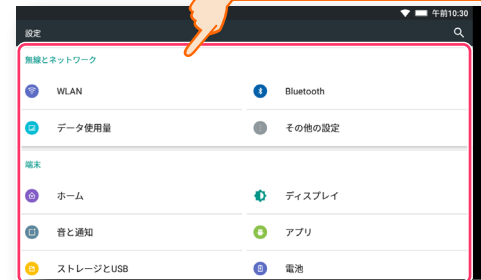 午前10:30
設定
無線とネットワーク
WLAN
Bluetooth
データ使用量
その他の設定
端末
ホーム
ディスプレイ
音と通知
アプリ
ストレージとUSB
電池